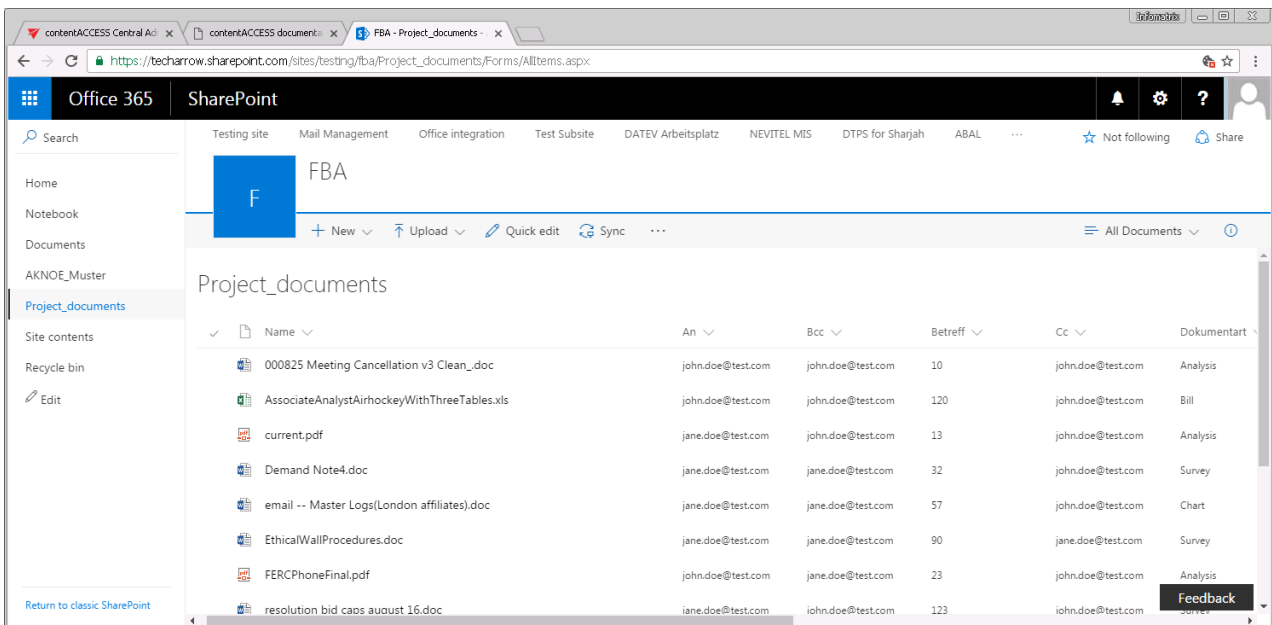 Infomatrix
contentACCESS Central Adi
contentACCESS documenta
FBA - Project_documents -
https://techarrow.sharepoint.com/sites/testing/fba/Project_documents/Forms/AllItems.aspx
Office 365 SharePoint ?
Search
Testing site Mail Management Office integration Test Subsite DATEV Arbeitsplatz NEVITEL MIS DTPS for Sharjah ABAL ... Not following Share
F
FBA
Home
Notebook
Documents
AKNOE_Muster
Project_documents
Site contents
Recycle bin
Edit
Return to classic SharePoint
New Upload Quick edit Sync ... All Documents
Project_documents
Name An Bcc Betreff Cc Dokumentart
000825 Meeting Cancellation v3 Clean_.doc john.doe@test.com john.doe@test.com 10 john.doe@test.com Analysis
AssociateAnalystAirhockeyWithThreeTables.xls john.doe@test.com john.doe@test.com 120 john.doe@test.com Bill
current.pdf jane.doe@test.com john.doe@test.com 13 john.doe@test.com Analysis
Demand Note4.doc jane.doe@test.com jane.doe@test.com 32 john.doe@test.com Survey
email -- Master Logs(London affiliates).doc jane.doe@test.com jane.doe@test.com 57 john.doe@test.com Chart
EthicalWallProcedures.doc jane.doe@test.com jane.doe@test.com 90 jane.doe@test.com Survey
FERCPhoneFinal.pdf john.doe@test.com jane.doe@test.com 23 john.doe@test.com Analysis
resolution bid caps august 16.doc jane.doe@test.com john.doe@test.com 123 john.doe@test.com Survey
Feedback